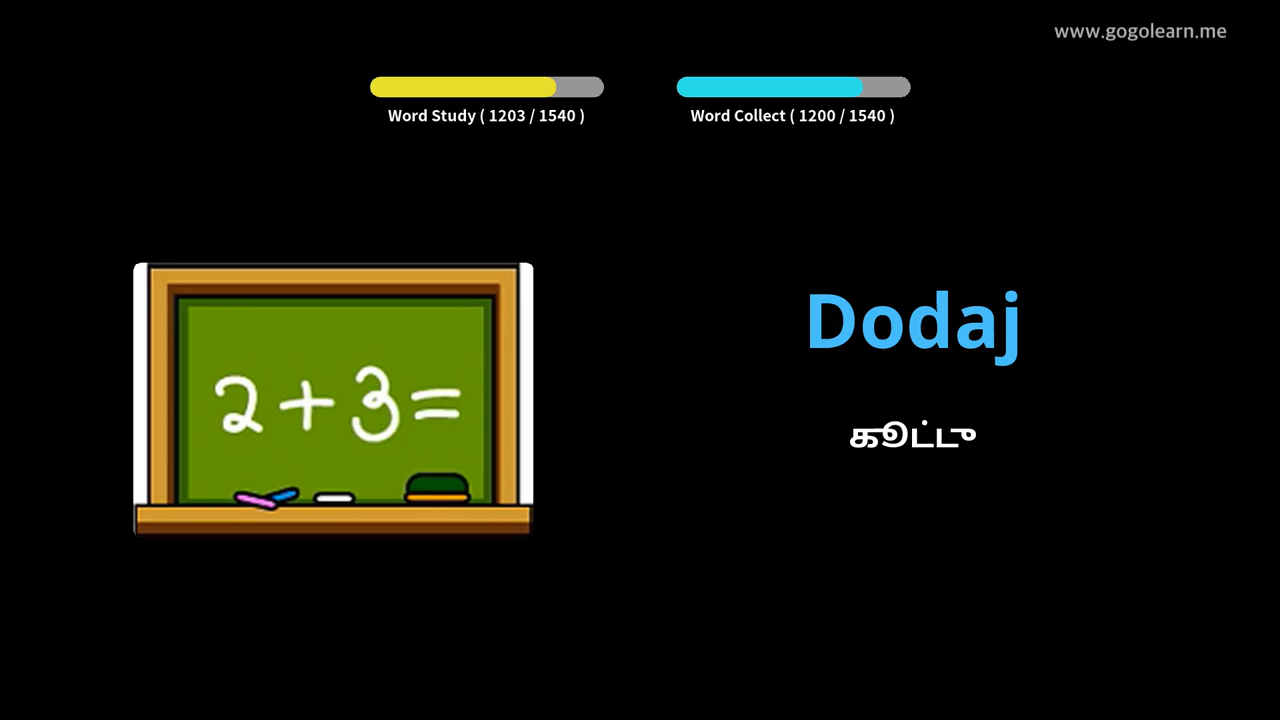 www.gogolearn.me
Word Study ( 1203 / 1540 )
Word Collect ( 1200 / 1540 )
2+3=
Dodaj
கூட்டு